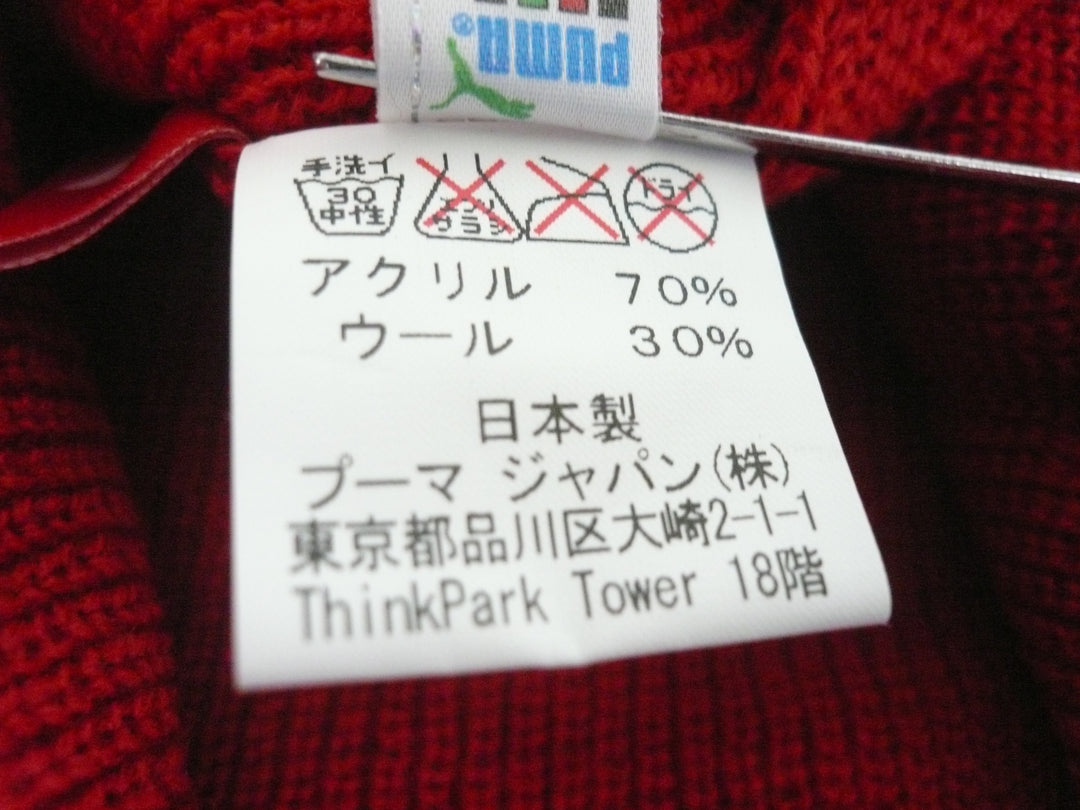 PUMA®
手洗イ
30
中性
エンソ
サラシ
ドライ
アクリル 70%
ウール 30%
日本製
プーマ ジャパン(株)
東京都品川区大崎2-1-1
ThinkPark Tower 18階